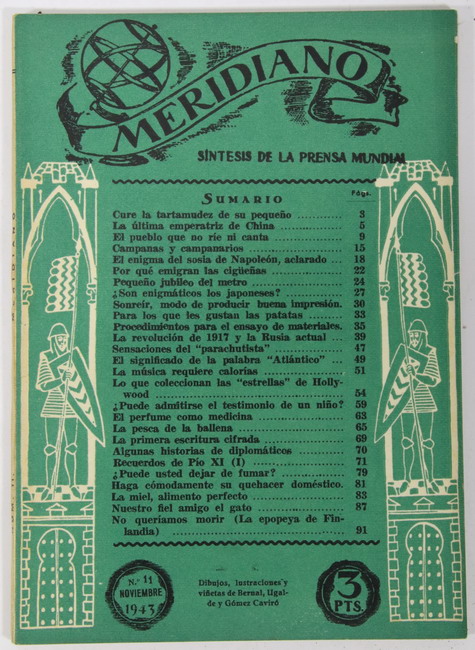 MERIDIANO
SÍNTESIS DE LA PRENSA MUNDIAL
SUMARIO Págs.
Cure la tartamudez de su pequeño ........... 3
La última emperatriz de China ............. 5
El pueblo que no ríe ni canta ............. 9
Campanas y campanarios ............. 15
El enigma del sosia de Napoleón, aclarado ... 18
Por qué emigran las cigüeñas ............. 22
Pequeño jubileo del metro ............. 24
¿Son enigmáticos los japoneses? ............. 27
Sonreír, modo de producir buena impresión. 30
Para los que les gustan las patatas ......... 33
Procedimientos para el ensayo de materiales. 35
La revolución de 1917 y la Rusia actual ... 39
Sensaciones del "parachutista" ............. 47
El significado de la palabra "Atlántico" ... 49
La música requiere calorías ............. 51
Lo que coleccionan las "estrellas" de Holly-
wood ............. 54
¿Puede admitirse el testimonio de un niño? 59
El perfume como medicina ............. 63
La pesca de la ballena ............. 65
La primera escritura cifrada ............. 69
Algunas historias de diplomáticos ......... 70
Recuerdos de Pío XI (I) ............. 71
¿Puede usted dejar de fumar? ............. 79
Haga cómodamente su quehacer doméstico. 81
La miel, alimento perfecto ............. 83
Nuestro fiel amigo el gato ............. 87
No queríamos morir (La epopeya de Fin-
landia) ............. 91
N.º 11
NOVIEMBRE
1943
Dibujos, lustraciones y
viñetas de Bernal, Ugal-
de y Gómez Caviró
3
PTS.